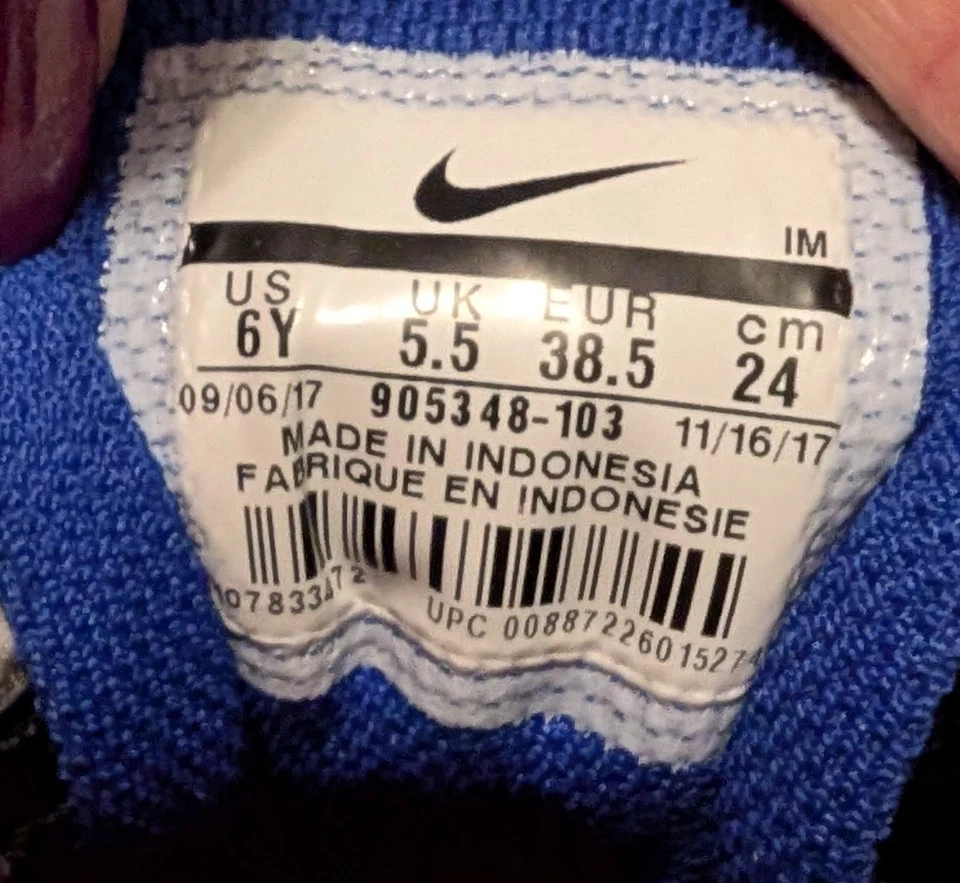 IM
US UK EUR cm
6Y 5.5 38.5 24
09/06/17 905348-103 11/16/17
MADE IN INDONESIA
FABRIQUE EN INDONESIE
UPC 00887226015274